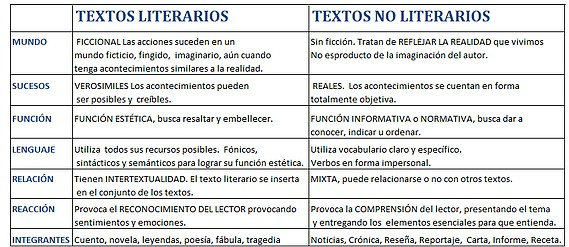 TEXTOS LITERARIOS TEXTOS NO LITERARIOS
MUNDO
FICCIONAL Las acciones suceden en un
mundo ficticio, fingido, imaginario, aún cuando
tenga acontecimientos similares a la realidad.
Sin ficción. Tratan de REFLEJAR LA REALIDAD que vivimos
No esproducto de la imaginación del autor.
SUCESOS
VEROSIMILES Los acontecimientos pueden
ser posibles y creíbles.
REALES. Los acontecimientos se cuentan en forma
totalmente objetiva.
FUNCIÓN
FUNCIÓN ESTÉTICA, busca resaltar y embellecer.
FUNCIÓN INFORMATIVA o NORMATIVA, busca dar a
conocer, indicar u ordenar.
LENGUAJE
Utiliza todos sus recursos posibles. Fónicos,
sintácticos y semánticos para lograr su función estética.
Utiliza vocabulario claro y específico.
Verbos en forma impersonal.
RELACIÓN
Tienen INTERTEXTUALIDAD. El texto literario se inserta
en el conjunto de los textos.
MIXTA, puede relacionarse o no con otros textos.
REACCIÓN
Provoca el RECONOCIMIENTO DEL LECTOR provocando
sentimientos y emociones.
Provoca la COMPRENSIÓN del lector, presentando el tema
y entregando los elementos esenciales para que entienda.
INTEGRANTES
Cuento, novela, leyendas, poesía, fábula, tragedia
Noticias, Crónica, Reseña, Reportaje, Carta, Informe, Receta.